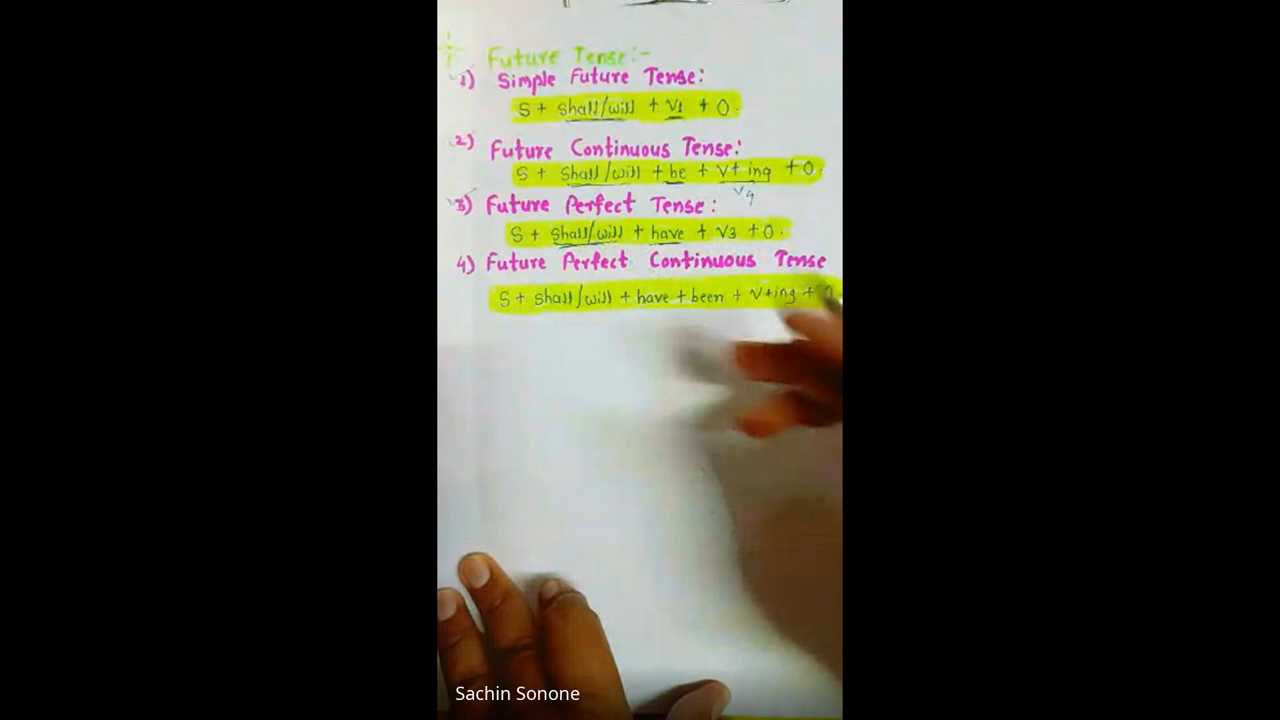 Future Tense:-
1) Simple Future Tense:
S + shall/will + V1 + O.
2) Future Continuous Tense:
S + shall/will + be + V+ing + O.
V4
3) Future Perfect Tense:
S + shall/will + have + V3 + O.
4) Future Perfect Continuous Tense
S + shall/will + have + been + V+ing +
Sachin Sonone